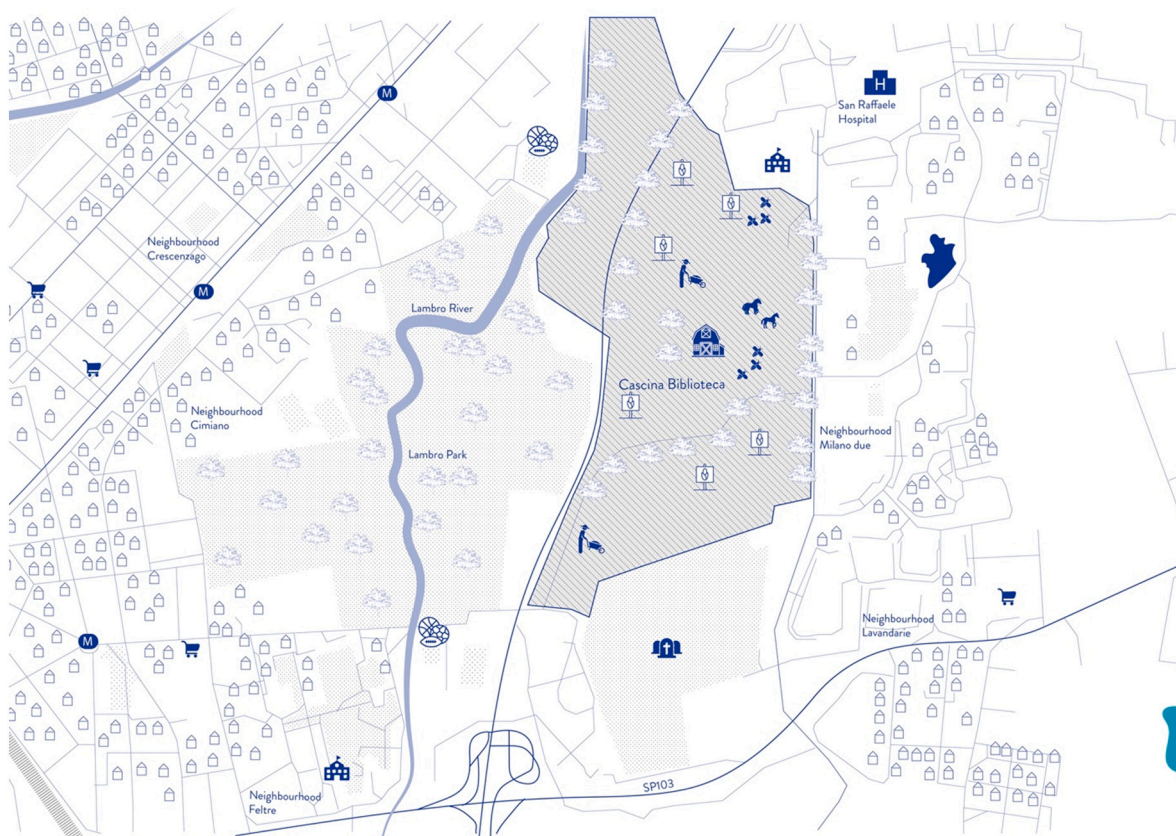 M
H
San Raffaele
Hospital
Neighbourhood
Crescenzago
M
Lambro River
Cascina Biblioteca
Neighbourhood
Cimiano
Neighbourhood
Milano due
Lambro Park
Neighbourhood
Lavandarie
M
SP103
Neighbourhood
Feltre